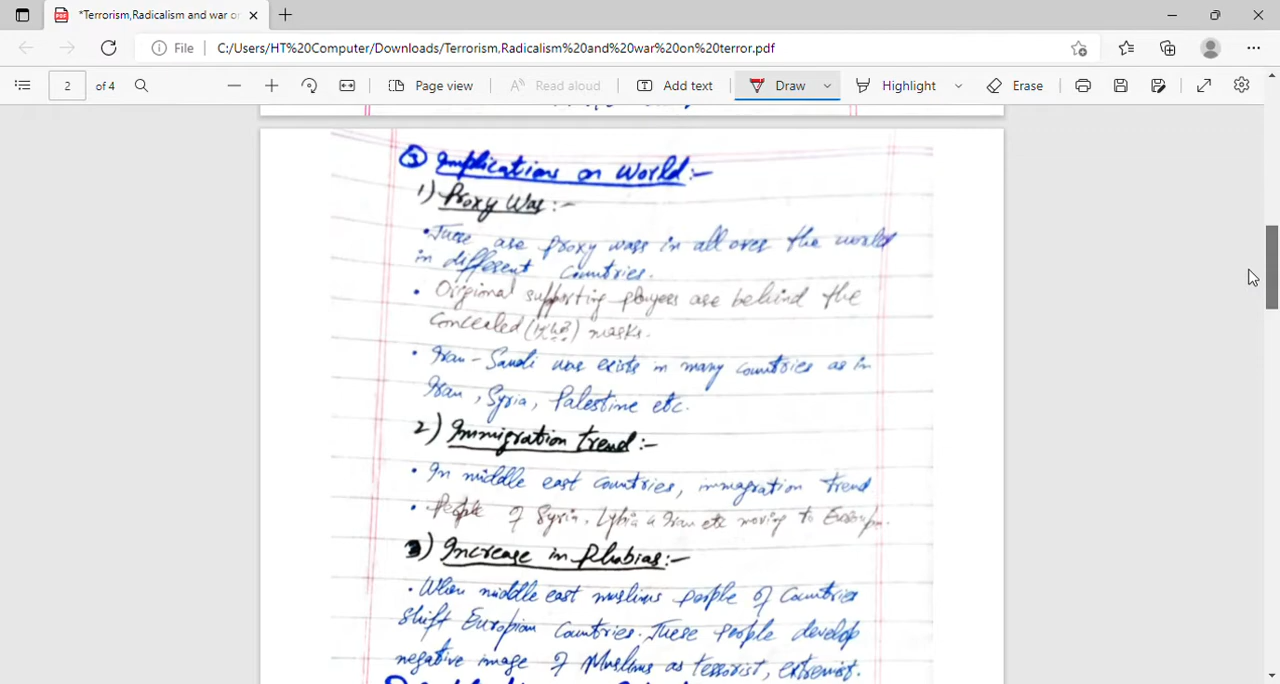 *Terrorism,Radicalism and war o
File C:/Users/HT%20Computer/Downloads/Terrorism,Radicalism%20and%20war%20on%20terror.pdf
2 of 4 Page view Read aloud Add text Draw Highlight Erase
③ Implications on World:-
1) Proxy War:-
• There are proxy wars in all over the world
in different Countries.
• Origional supporting players are behind the
Concealed masks.
• Iran-Saudi war exists in many countries as in
Iran, Syria, Palestine etc.
2) Immigration trend:-
• In middle east countries, immagration trend
• People of Syria, Lybia & Iran etc moving to
3) Increase in Phobias:-
• When middle east muslims people of Countries
shift Europian Countries. These people develop
negative image of Muslims as terrorist, extremist.